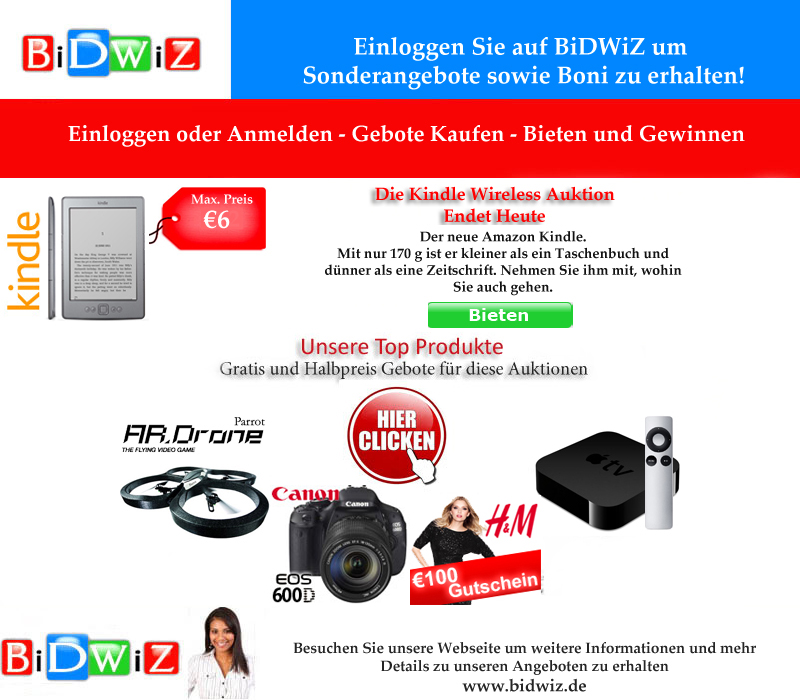 BiDWiZ
Einloggen Sie auf BiDWiZ um
Sonderangebote sowie Boni zu erhalten!
Einloggen oder Anmelden - Gebote Kaufen - Bieten und Gewinnen
kindle
Max. Preis
€6
Die Kindle Wireless Auktion
Endet Heute
Der neue Amazon Kindle.
Mit nur 170 g ist er kleiner als ein Taschenbuch und
dünner als eine Zeitschrift. Nehmen Sie ihm mit, wohin
Sie auch gehen.
Bieten
Unsere Top Produkte
Gratis und Halbpreis Gebote für diese Auktionen
Parrot
AR.Drone
THE FLYING VIDEO GAME
HIER
CLICKEN
Canon
Canon
EOS
600D
H&M
€100
Gutschein
tv
BiDWiZ
Besuchen Sie unsere Webseite um weitere Informationen und mehr
Details zu unseren Angeboten zu erhalten
www.bidwiz.de